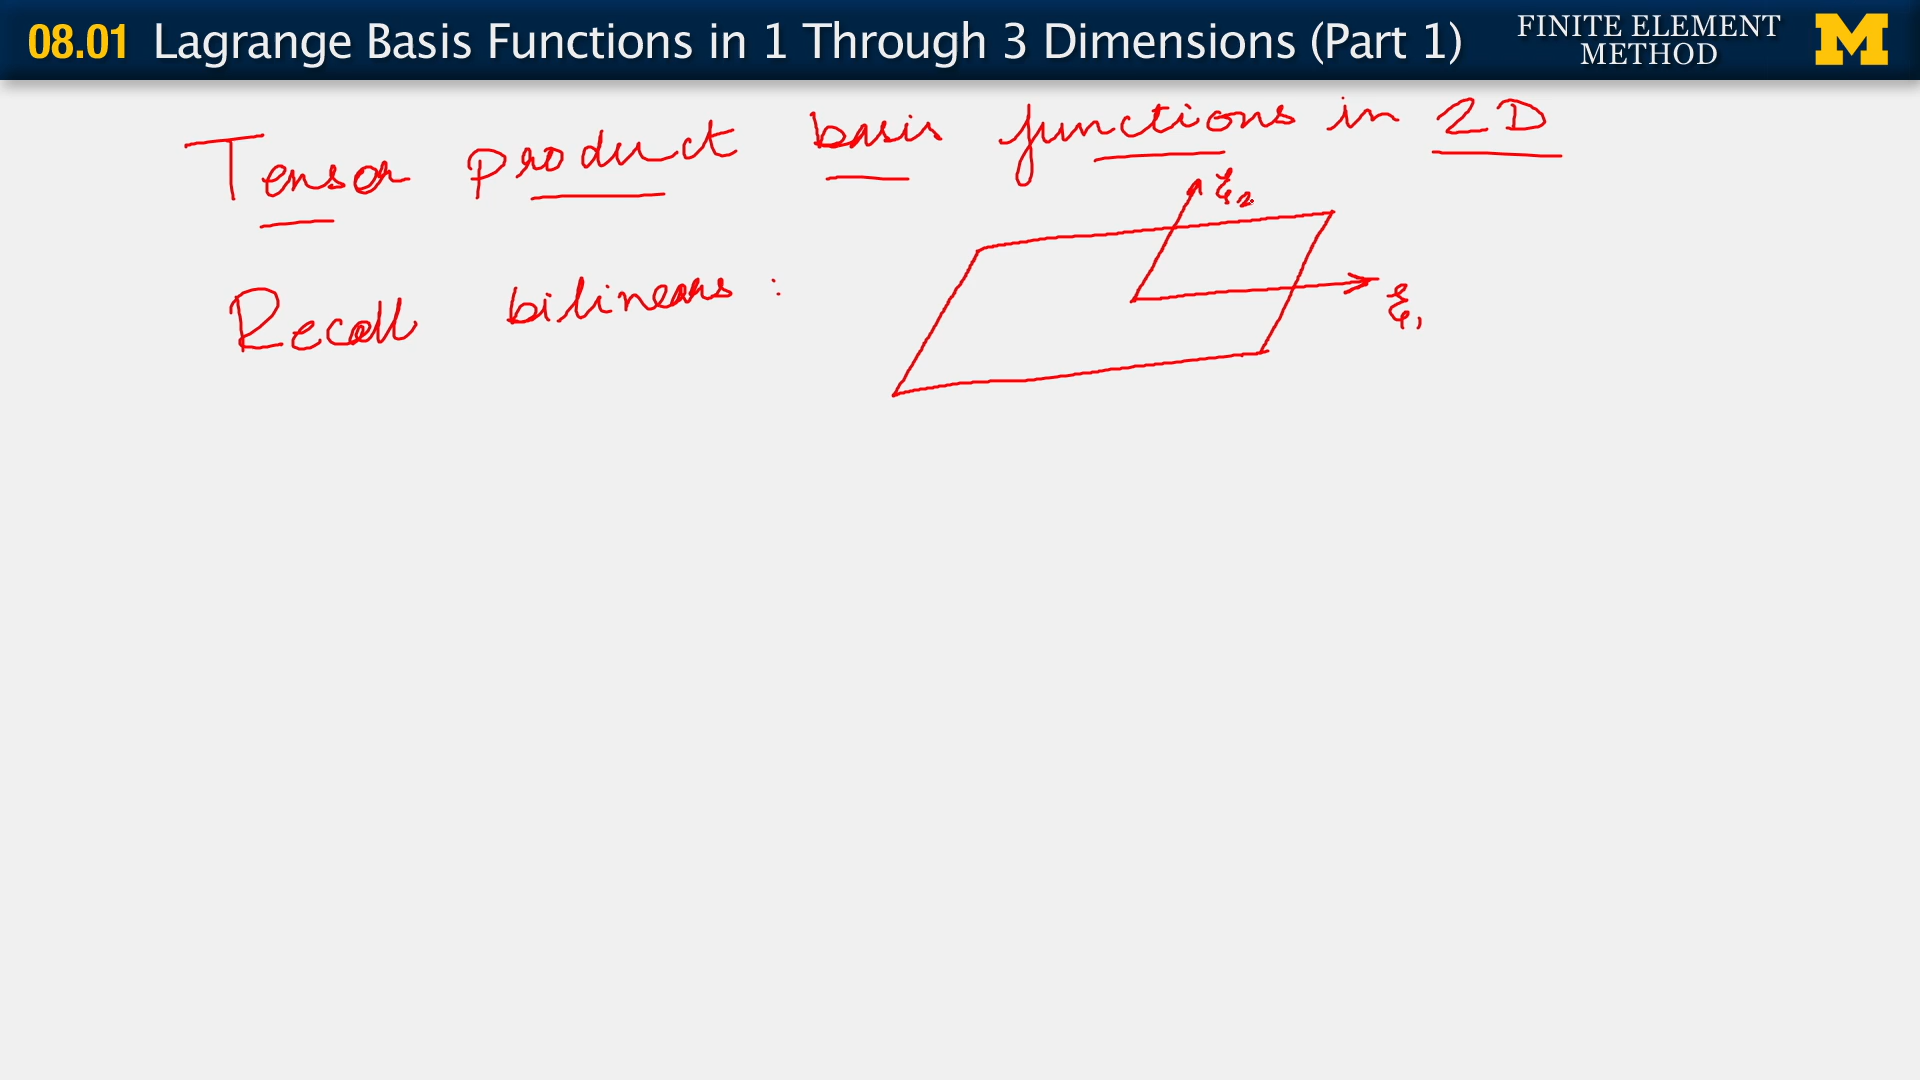 08.01 Lagrange Basis Functions in 1 Through 3 Dimensions (Part 1)
FINITE ELEMENT
METHOD
M
Tensor product basis functions in 2D
ξ₂
Recall bilinears :
ξ₁